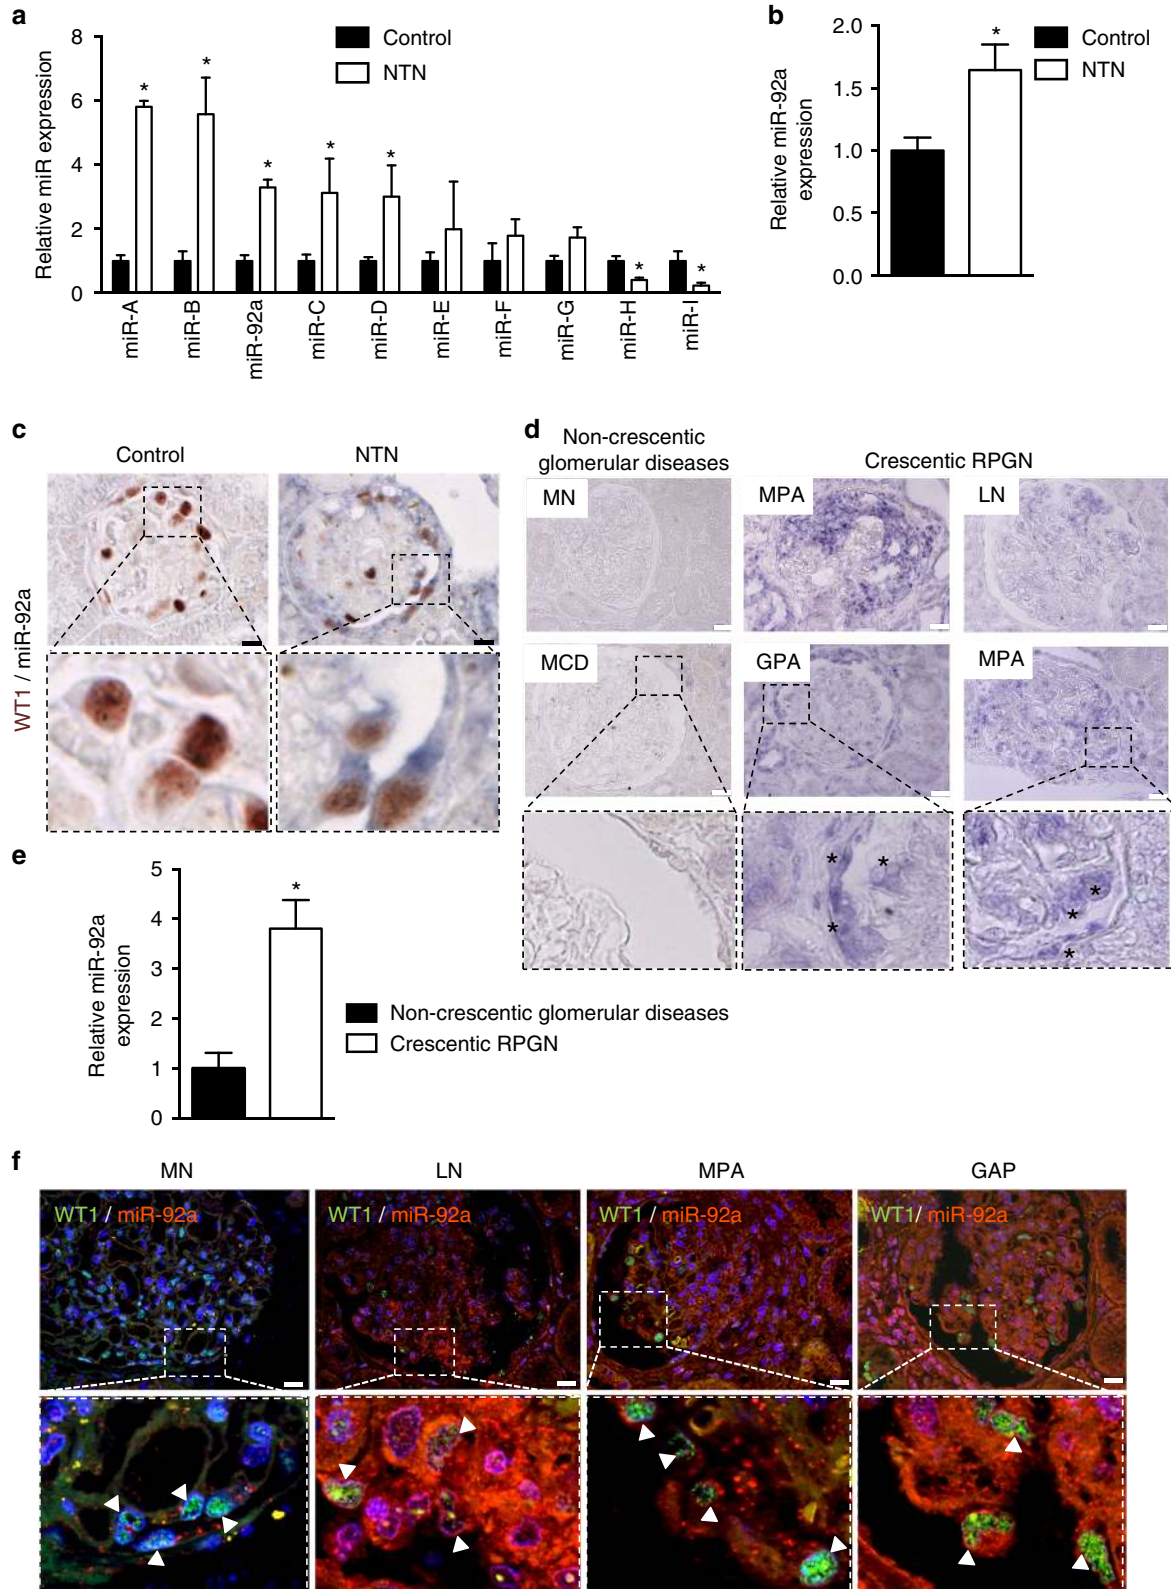 a
8
6
4
2
0
Relative miR expression
Control
NTN
*
*
*
*
*
*
*
miR-A
miR-B
miR-92a
miR-C
miR-D
miR-E
miR-F
miR-G
miR-H
miR-I
b
2.0
1.5
1.0
0.5
0.0
Relative miR-92a
expression
*
Control
NTN
c
Control
NTN
WT1 / miR-92a
d
Non-crescentic
glomerular diseases
Crescentic RPGN
MN
MPA
LN
MCD
GPA
MPA
*
*
*
*
*
*
e
5
4
3
2
1
0
Relative miR-92a
expression
*
Non-crescentic glomerular diseases
Crescentic RPGN
f
MN
LN
MPA
GAP
WT1 / miR-92a
WT1 / miR-92a
WT1 / miR-92a
WT1/ miR-92a